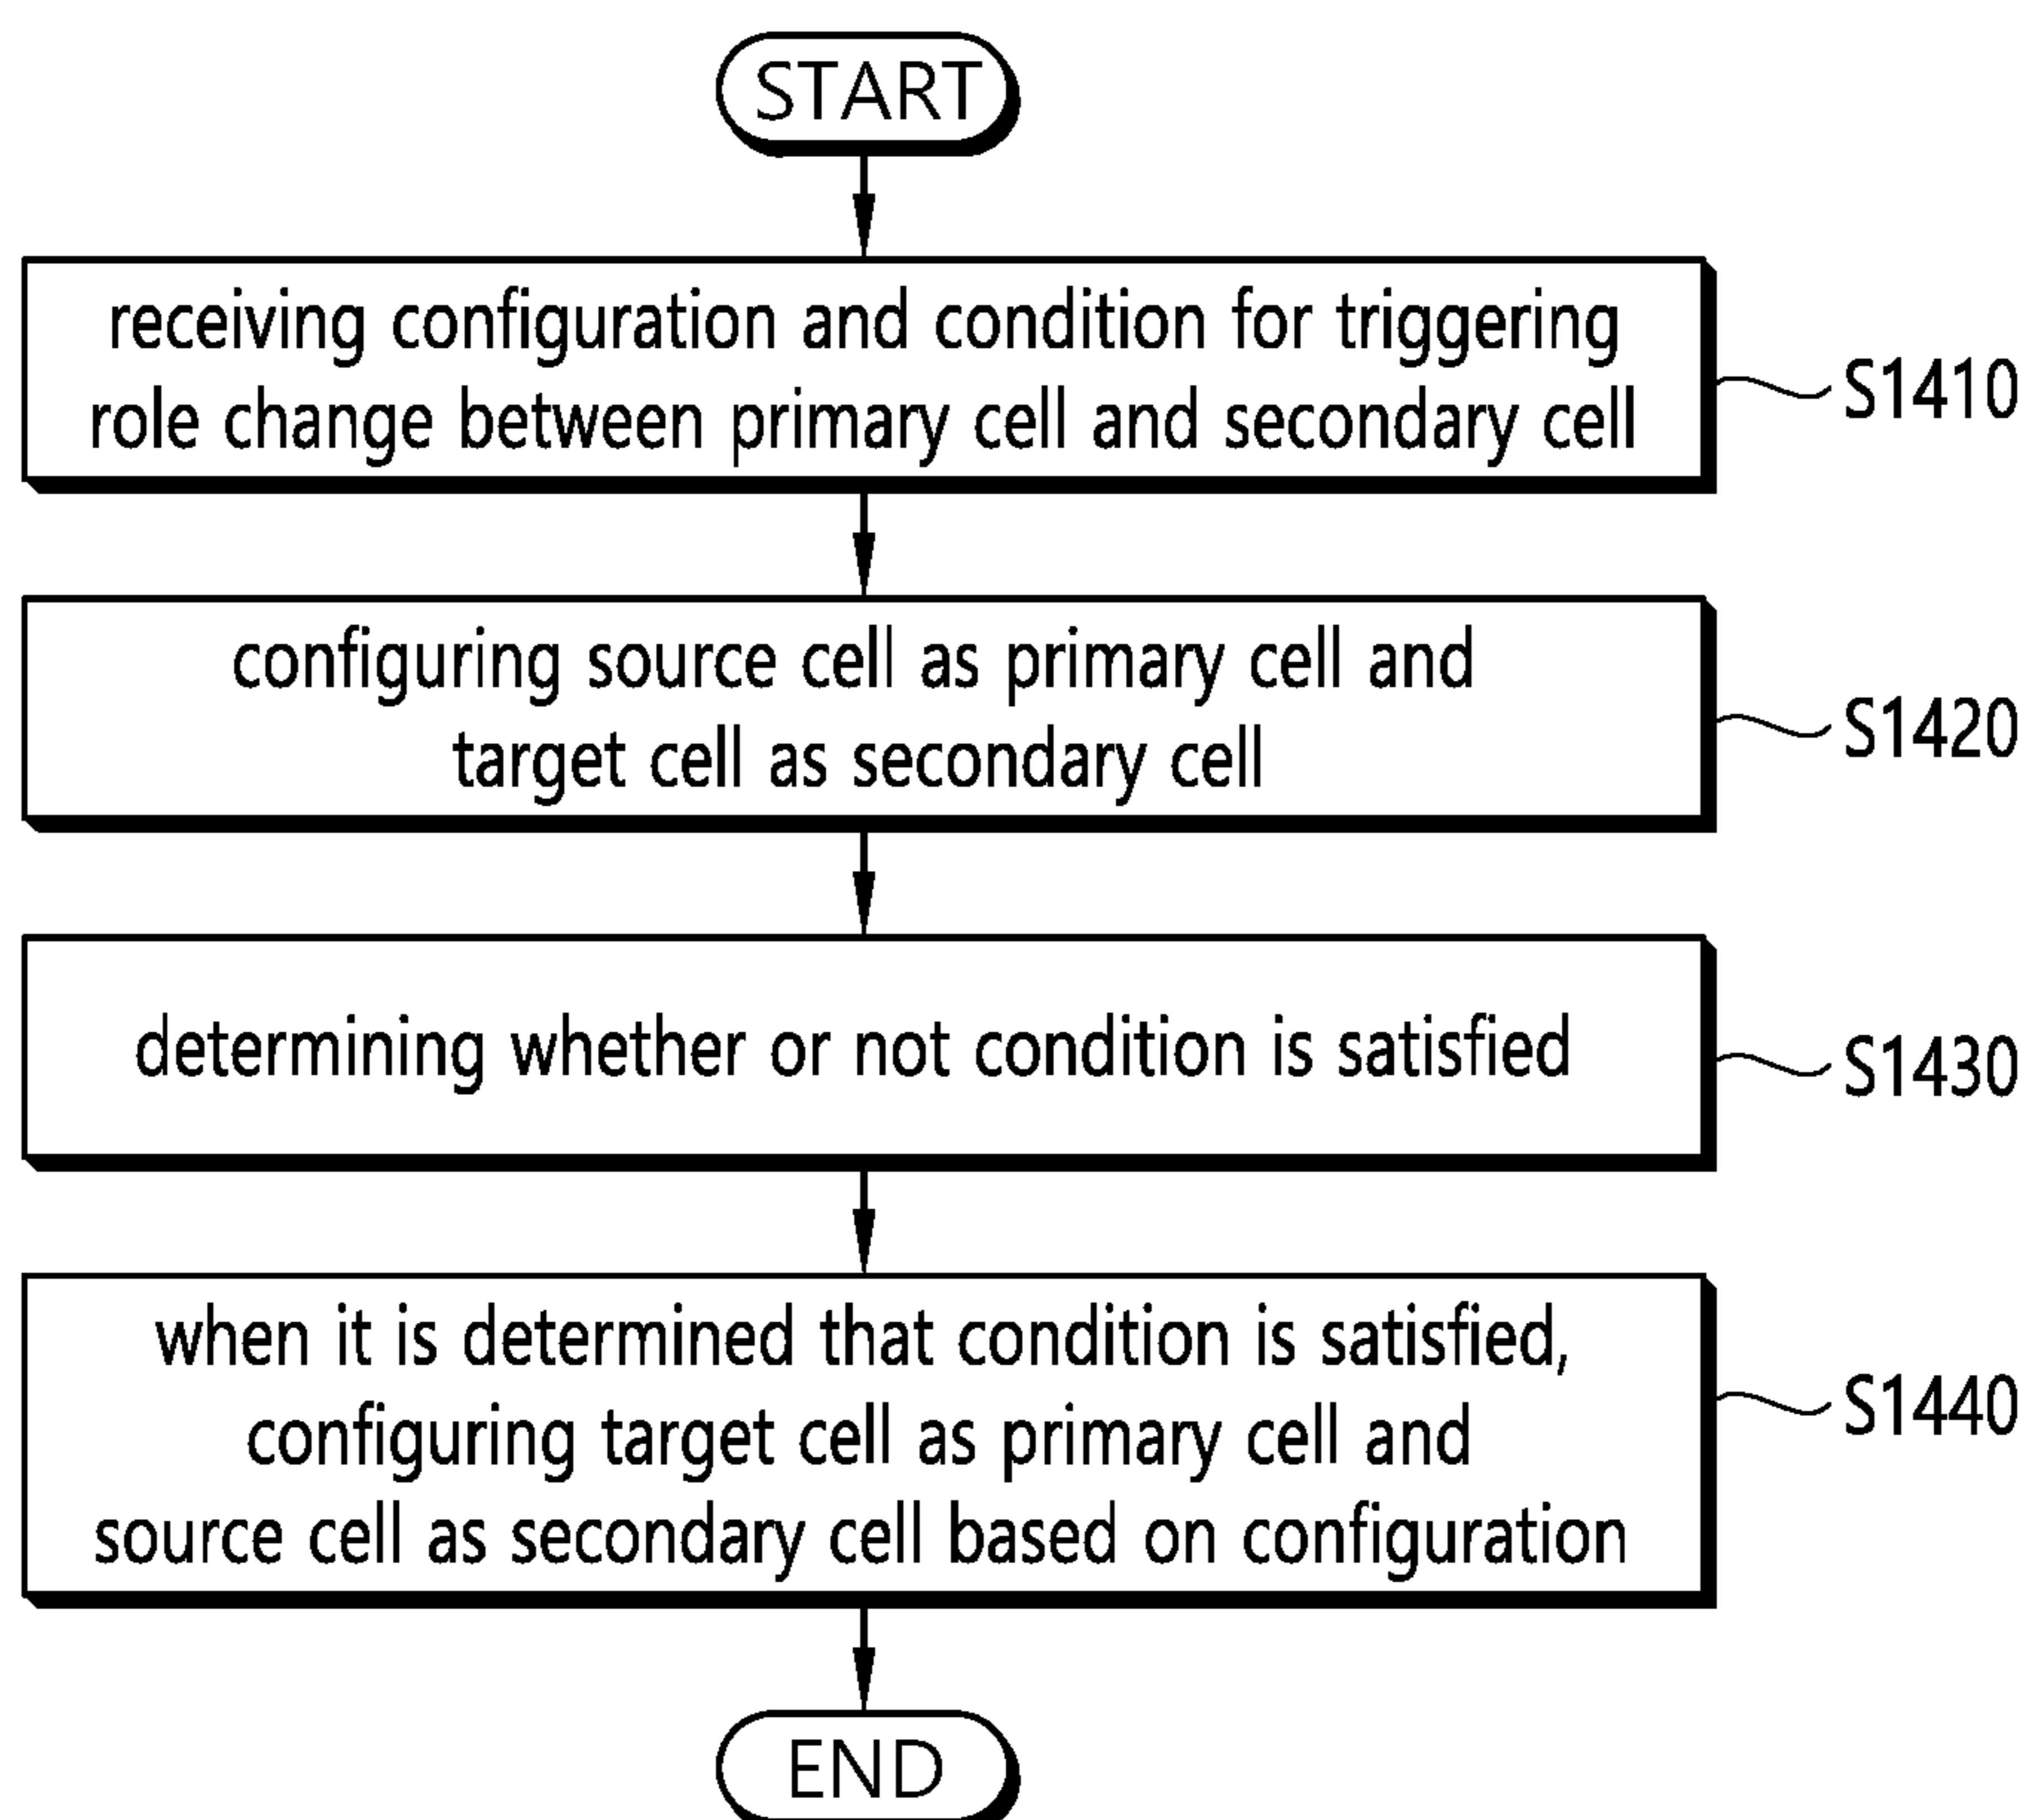 START
receiving configuration and condition for triggering
role change between primary cell and secondary cell
S1410
configuring source cell as primary cell and
target cell as secondary cell
S1420
determining whether or not condition is satisfied
S1430
when it is determined that condition is satisfied,
configuring target cell as primary cell and
source cell as secondary cell based on configuration
S1440
END